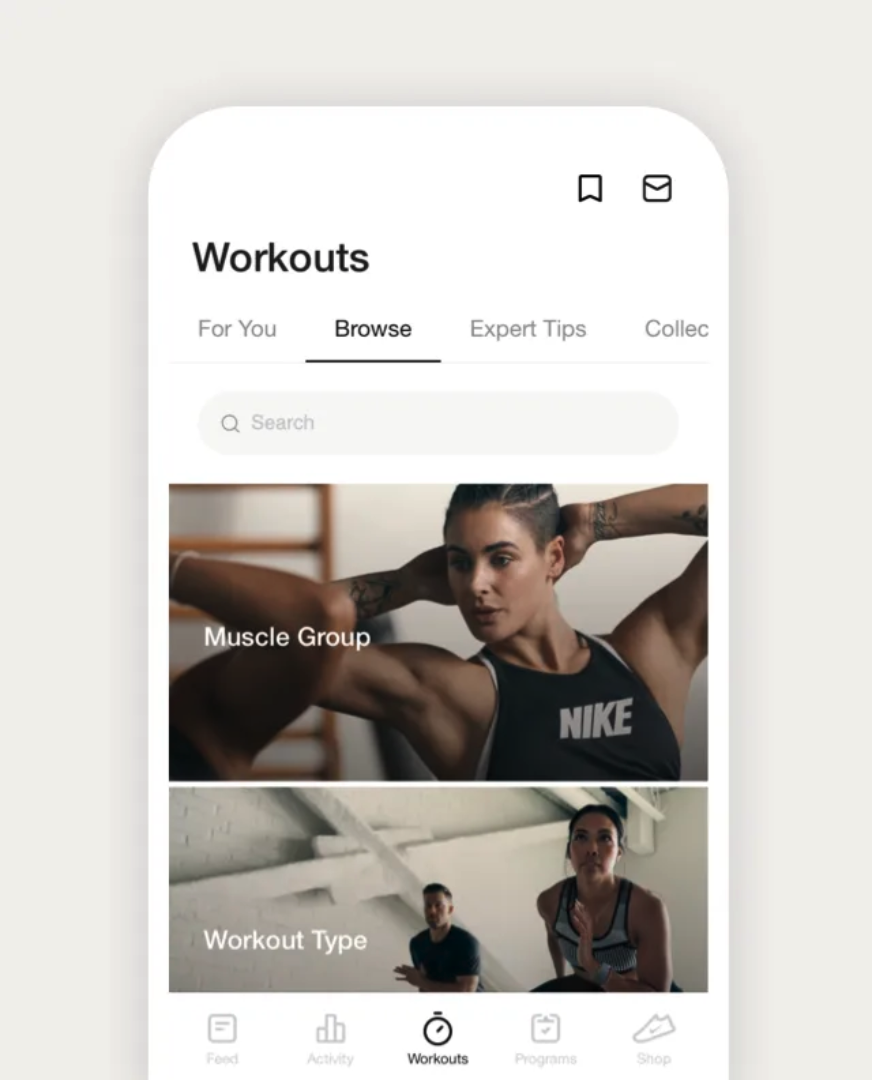 Workouts
For You Browse Expert Tips Collec
Search
Muscle Group
NIKE
Workout Type
Feed Activity Workouts Programs Shop